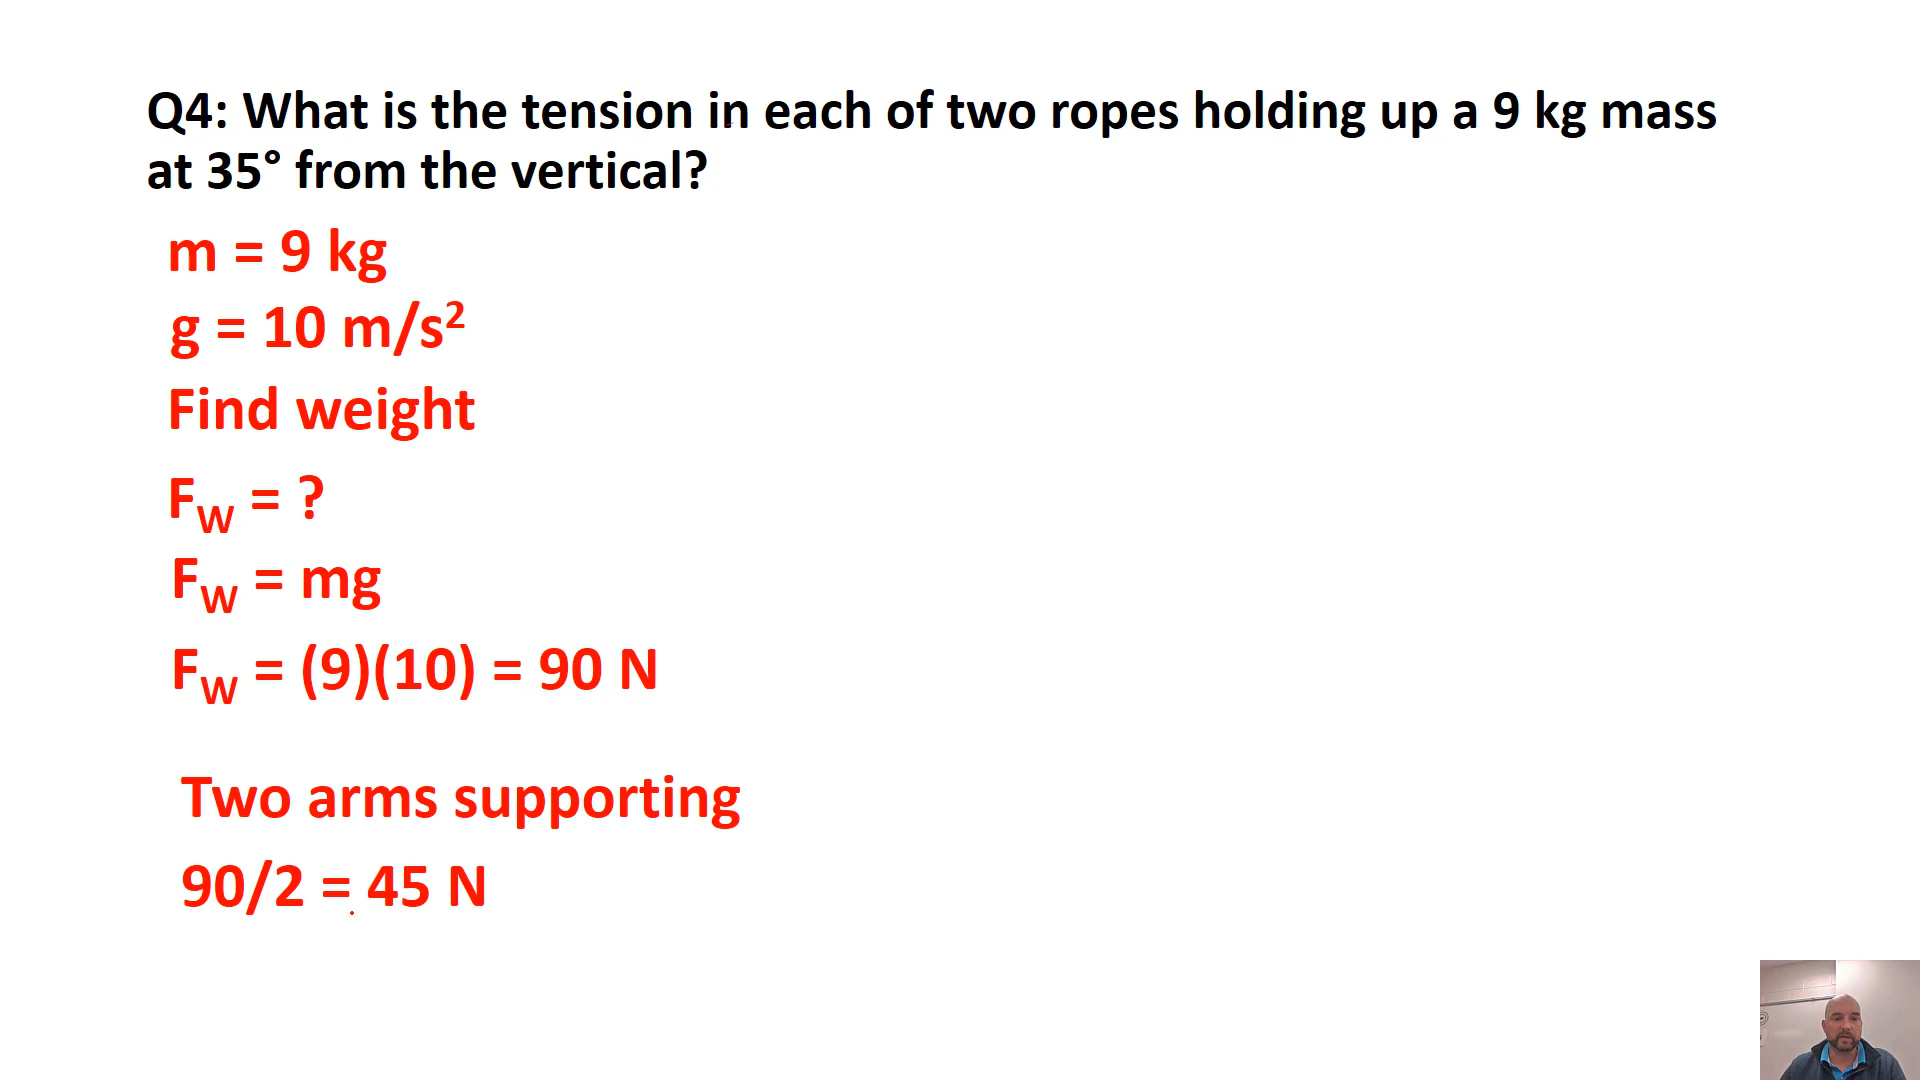 Q4: What is the tension in each of two ropes holding up a 9 kg mass
at 35° from the vertical?
m = 9 kg
g = 10 m/s²
Find weight
F_W = ?
F_W = mg
F_W = (9)(10) = 90 N
Two arms supporting
90/2 = 45 N